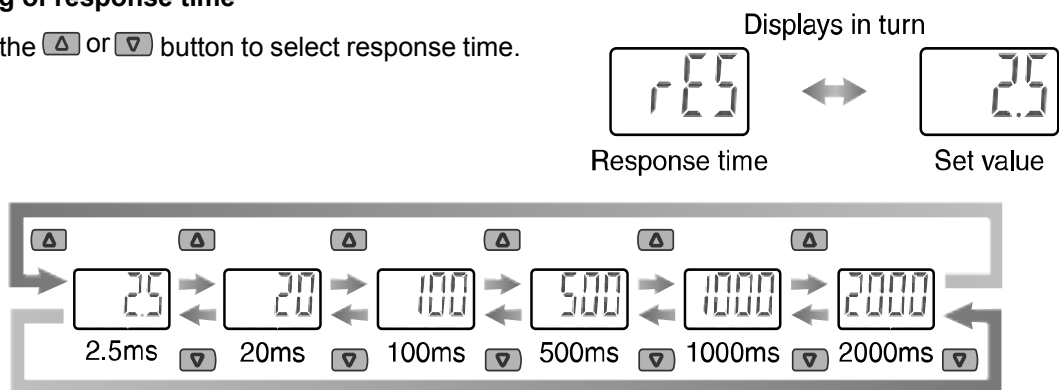 g of response time
Displays in turn
the or button to select response time.
rES 2.5
Response time Set value
2.5 20 100 500 1000 2000
2.5ms 20ms 100ms 500ms 1000ms 2000ms